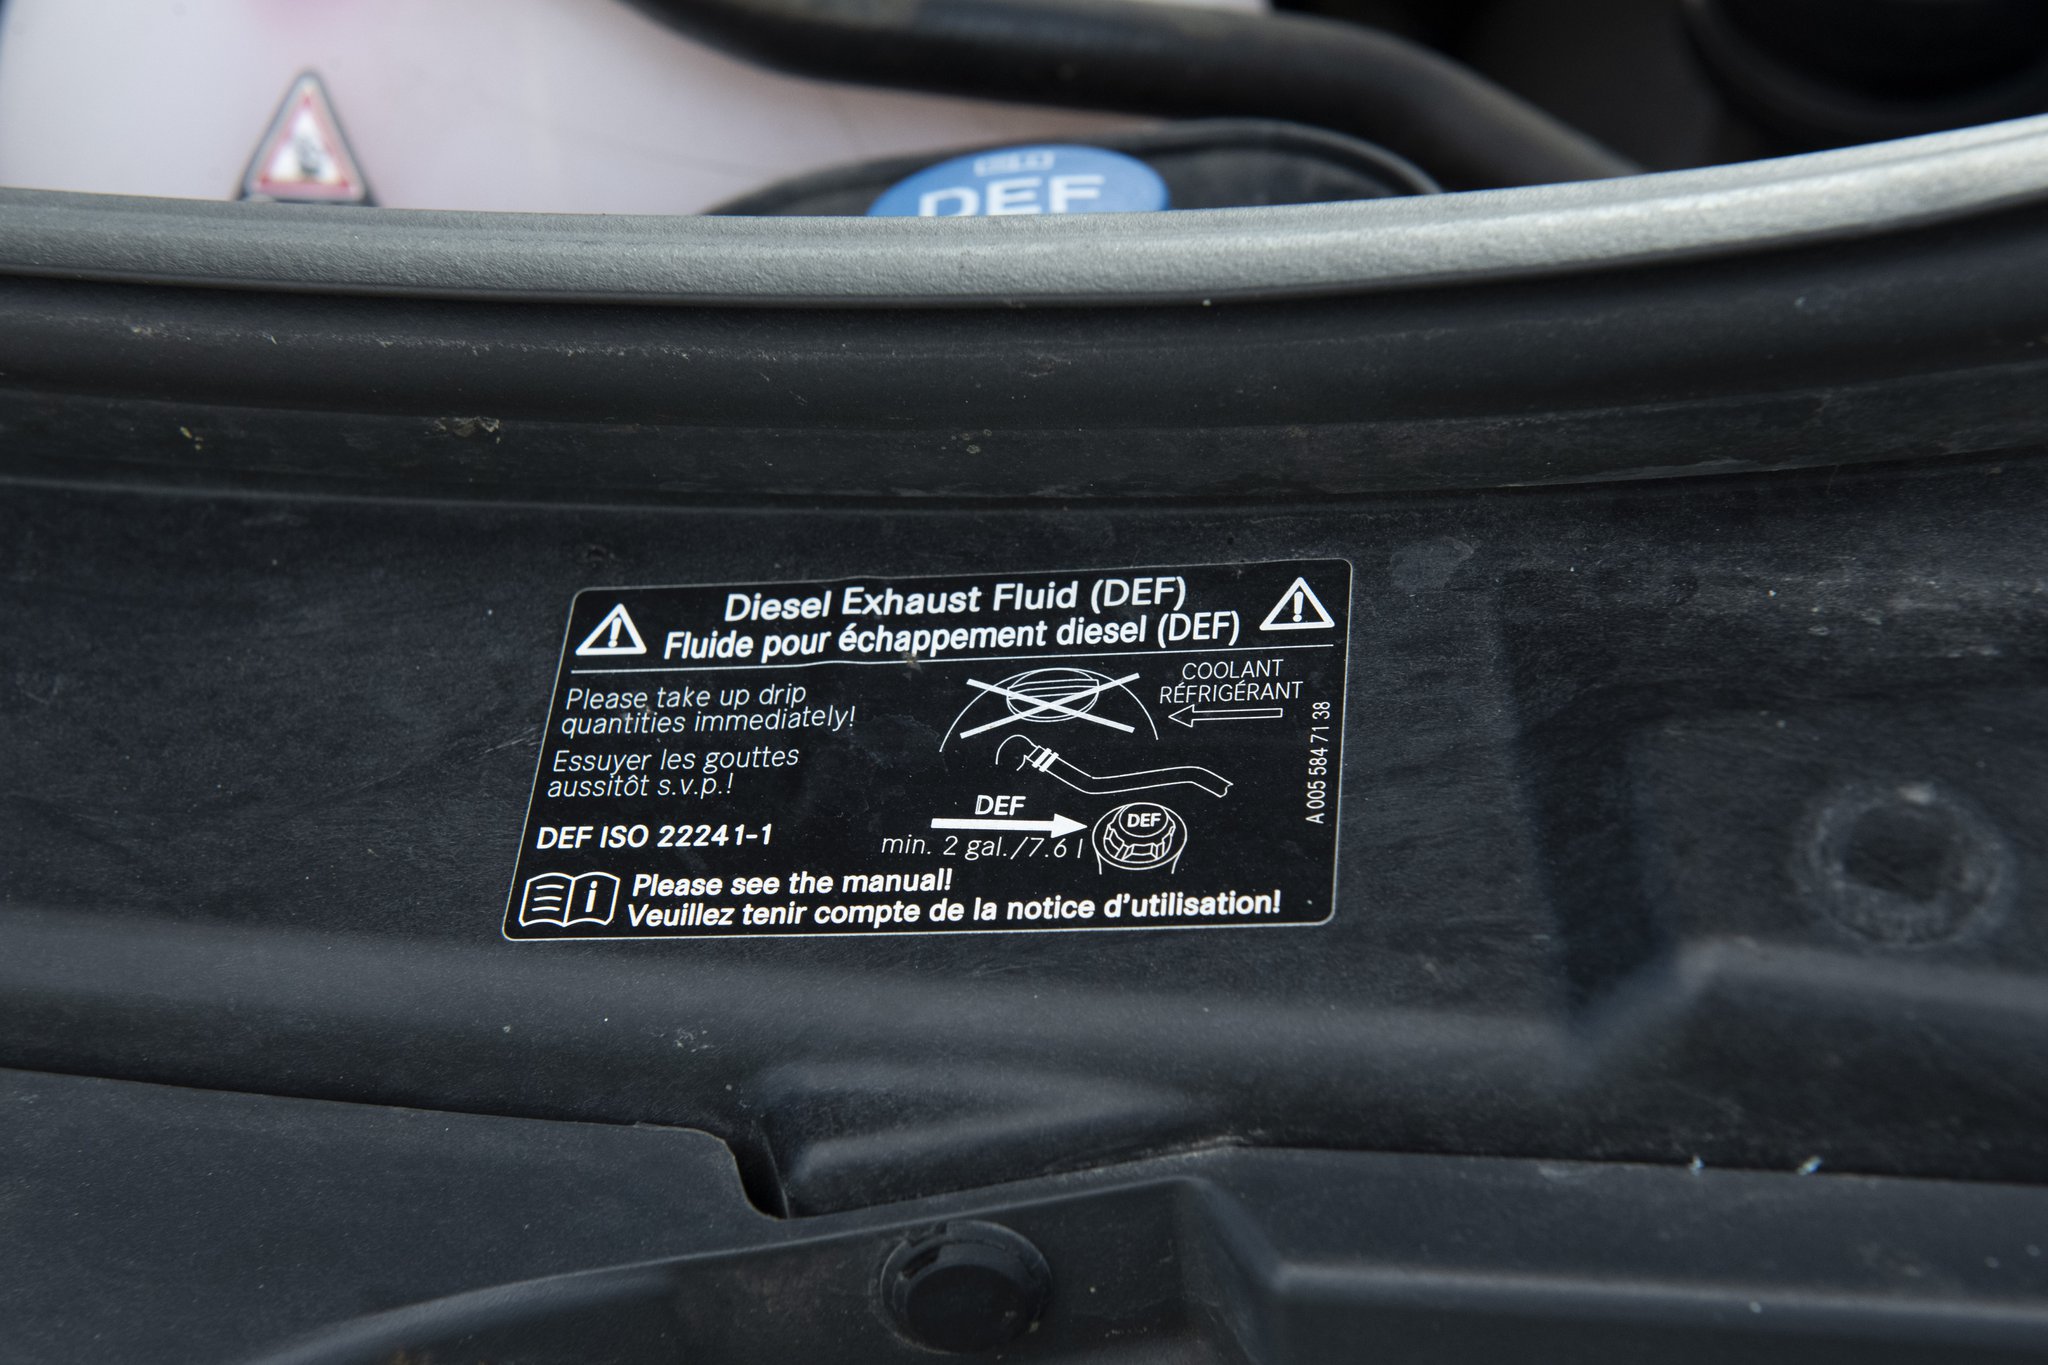 DEF
Diesel Exhaust Fluid (DEF)
Fluide pour échappement diesel (DEF)
Please take up drip
quantities immediately!
Essuyer les gouttes
aussitôt s.v.p.!
DEF ISO 22241-1
COOLANT
RÉFRIGÉRANT
DEF
min. 2 gal./7.6 l
DEF
A 005 584 71 38
Please see the manual!
Veuillez tenir compte de la notice d'utilisation!